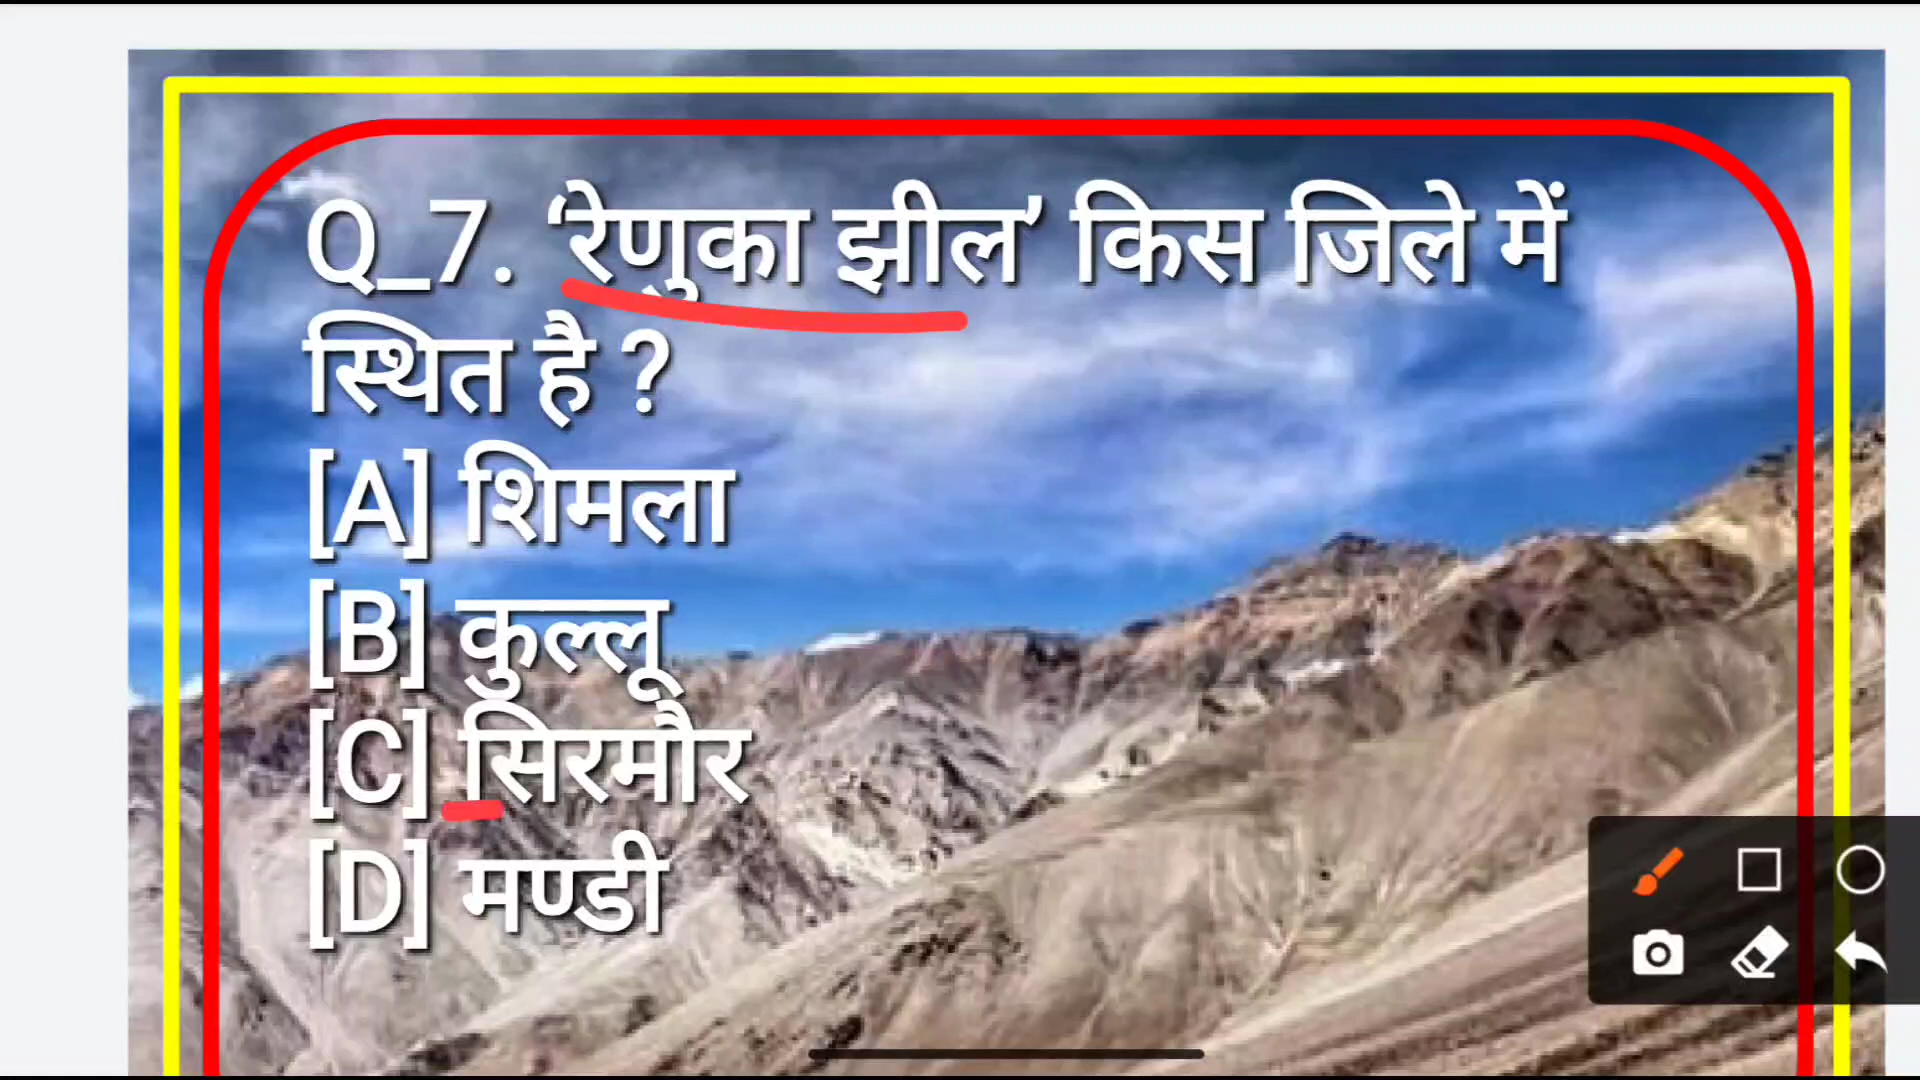 Q_7. ‘रेणुका झील’ किस जिले में
स्थित है ?
[A] शिमला
[B] कुल्लू
[C] सिरमौर
[D] मण्डी